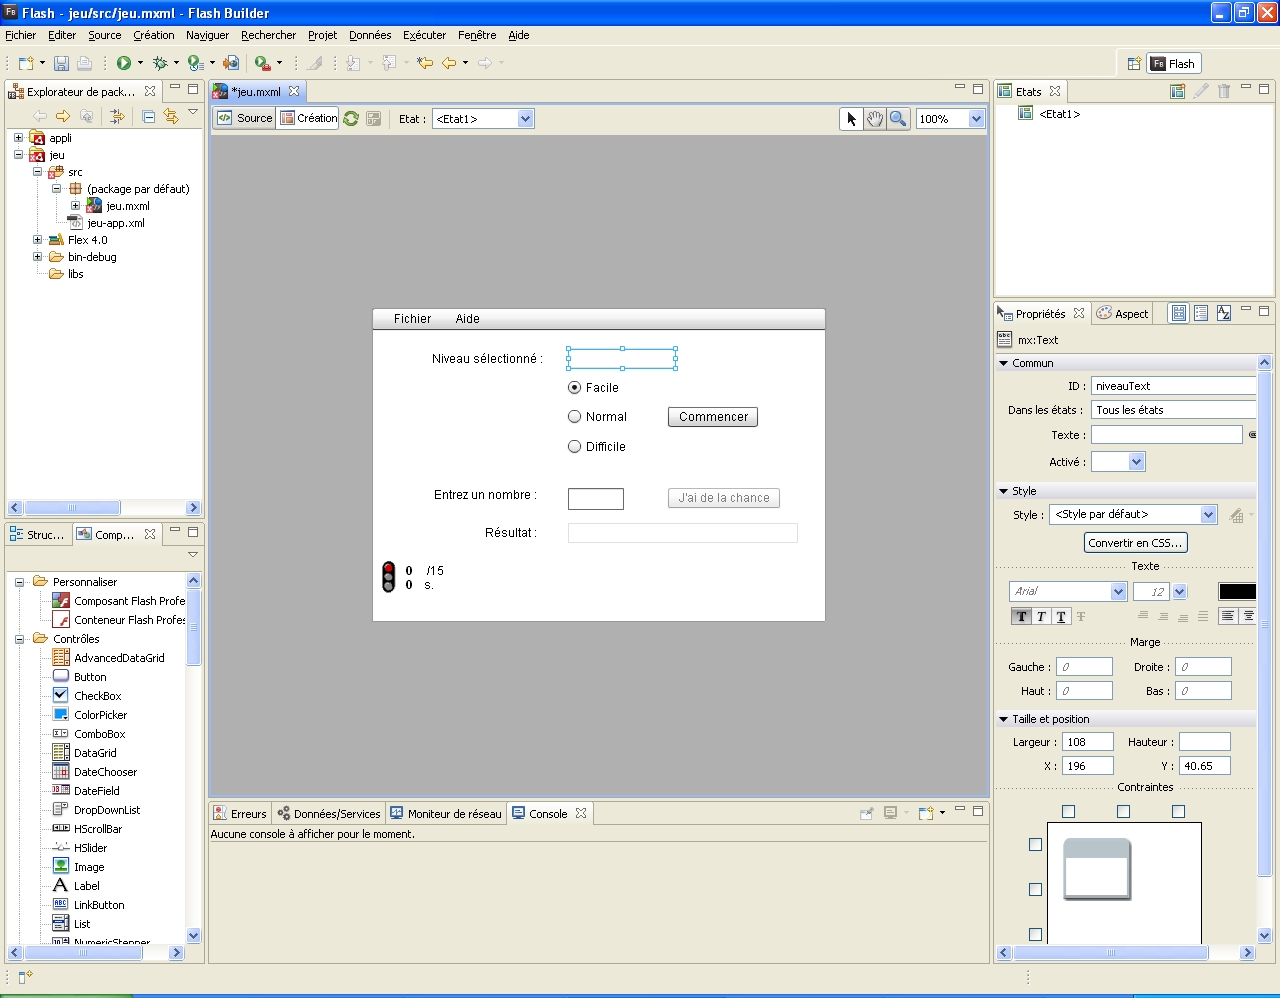 Flash - jeu/src/jeu.mxml - Flash Builder
Fichier Editer Source Création Naviguer Rechercher Projet Données Exécuter Fenêtre Aide
Fb Flash
Explorateur de pack...
appli
jeu
src
(package par défaut)
jeu.mxml
jeu-app.xml
Flex 4.0
bin-debug
libs
Struc... Comp...
Personnaliser
Composant Flash Profe
Conteneur Flash Profes
Contrôles
AdvancedDataGrid
Button
CheckBox
ColorPicker
ComboBox
DataGrid
DateChooser
DateField
DropDownList
HScrollBar
HSlider
Image
Label
LinkButton
List
NumericStepper
*jeu.mxml
Source Création Etat : <Etat1> 100%
Fichier Aide
Niveau sélectionné :
Facile
Normal Commencer
Difficile
Entrez un nombre : J'ai de la chance
Résultat :
0 /15
0 s.
Erreurs Données/Services Moniteur de réseau Console
Aucune console à afficher pour le moment.
Etats
<Etat1>
Propriétés Aspect
mx:Text
Commun
ID : niveauText
Dans les états : Tous les états
Texte :
Activé :
Style
Style : <Style par défaut>
Convertir en CSS...
Texte
Arial 12
T T T T
Marge
Gauche : 0 Droite : 0
Haut : 0 Bas : 0
Taille et position
Largeur : 108 Hauteur :
X : 196 Y : 40.65
Contraintes